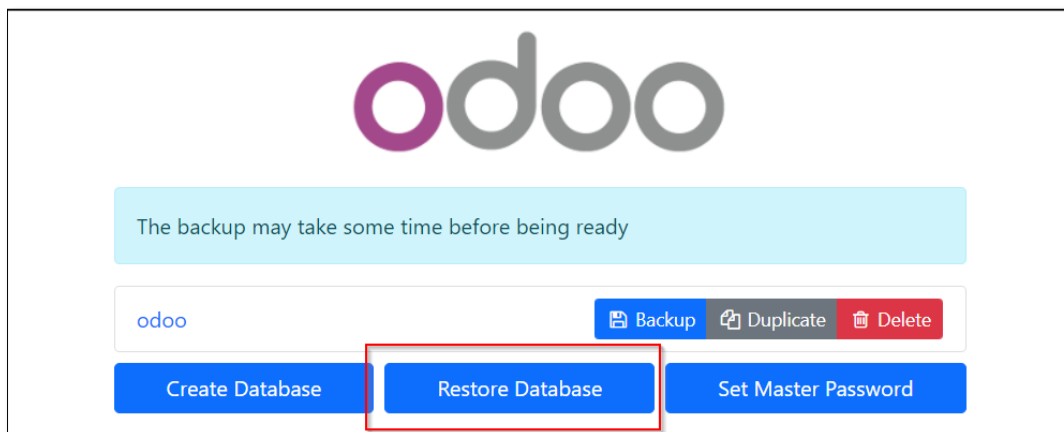 odoo
The backup may take some time before being ready
odoo Backup Duplicate Delete
Create Database Restore Database Set Master Password